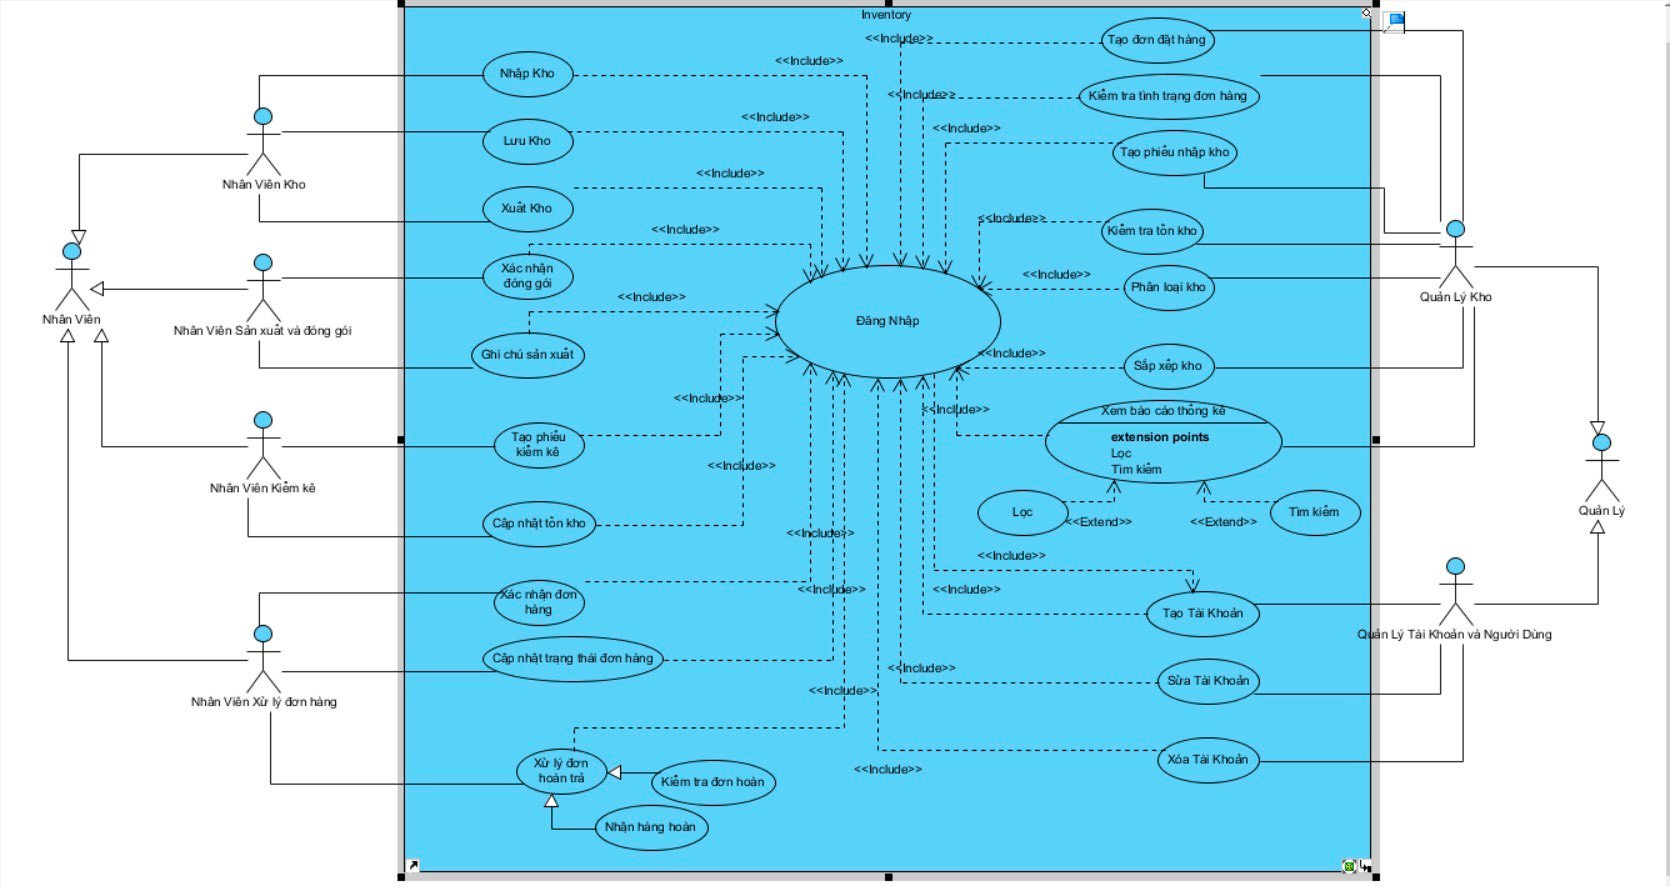 Inventory
<<Include>>
Tạo đơn đặt hàng
<<Include>>
Nhập Kho
<<Include>>
Kiểm tra tình trạng đơn hàng
<<Include>>
<<Include>>
Lưu Kho
Tạo phiếu nhập kho
<<Include>>
Nhân Viên Kho
Xuất Kho
<<Include>>
<<Include>>
Kiểm tra tồn kho
Xác nhận
đóng gói
<<Include>>
Phân loại kho
<<Include>>
Quản Lý Kho
Nhân Viên
Nhân Viên Sản xuất và đóng gói
Đăng Nhập
Ghi chú sản xuất
<<Include>>
Sắp xếp kho
<<Include>>
<<Include>>
Xem báo cáo thống kê
extension points
Lọc
Tìm kiếm
Tạo phiếu
kiểm kê
<<Include>>
Nhân Viên Kiểm kê
Lọc
<<Extend>>
<<Extend>>
Tìm kiếm
Quản Lý
Cập nhật tồn kho
<<Include>>
<<Include>>
<<Include>>
<<Include>>
Xác nhận đơn
hàng
Tạo Tài Khoản
Quản Lý Tài Khoản và Người Dùng
Cập nhật trạng thái đơn hàng
<<Include>>
Sửa Tài Khoản
<<Include>>
Nhân Viên Xử lý đơn hàng
Xử lý đơn
hoàn trả
Xóa Tài Khoản
<<Include>>
Kiểm tra đơn hoàn
Nhận hàng hoàn